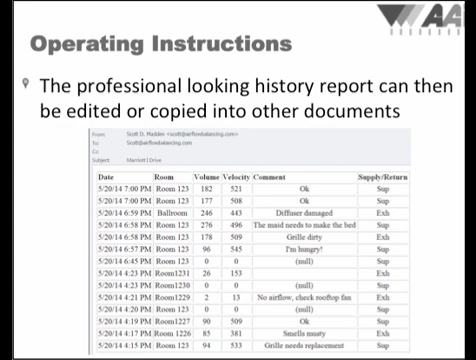 AA
Operating Instructions
The professional looking history report can then
be edited or copied into other documents
From: Scott D. Madden <scott@airflowbalancing.com>
To: Scott@airflowbalancing.com
Cc:
Subject Marriott I Drive
Date Room Volume Velocity Comment Supply/Return
5/20/14 7:00 PM Room 123 182 521 Ok Sup
5/20/14 7:00 PM Room 123 177 508 Ok Sup
5/20/14 6:59 PM Ballroom 246 443 Diffuser damaged Exh
5/20/14 6:58 PM Room 123 276 496 The maid needs to make the bed Sup
5/20/14 6:58 PM Room 123 178 509 Grille dirty Exh
5/20/14 6:57 PM Room 123 96 545 I'm hungry! Sup
5/20/14 6:45 PM Room 123 0 0 (null) Sup
5/20/14 4:23 PM Room1231 26 153 Exh
5/20/14 4:23 PM Room1230 0 0 (null) Sup
5/20/14 4:21 PM Room1229 2 13 No airflow, check rooftop fan Exh
5/20/14 4:20 PM Room 123 0 0 (null) Sup
5/20/14 4:19 PM Room1227 90 509 Ok Sup
5/20/14 4:17 PM Room 1226 85 381 Smells musty Exh
5/20/14 4:15 PM Room 123 94 533 Grille needs replacement Sup